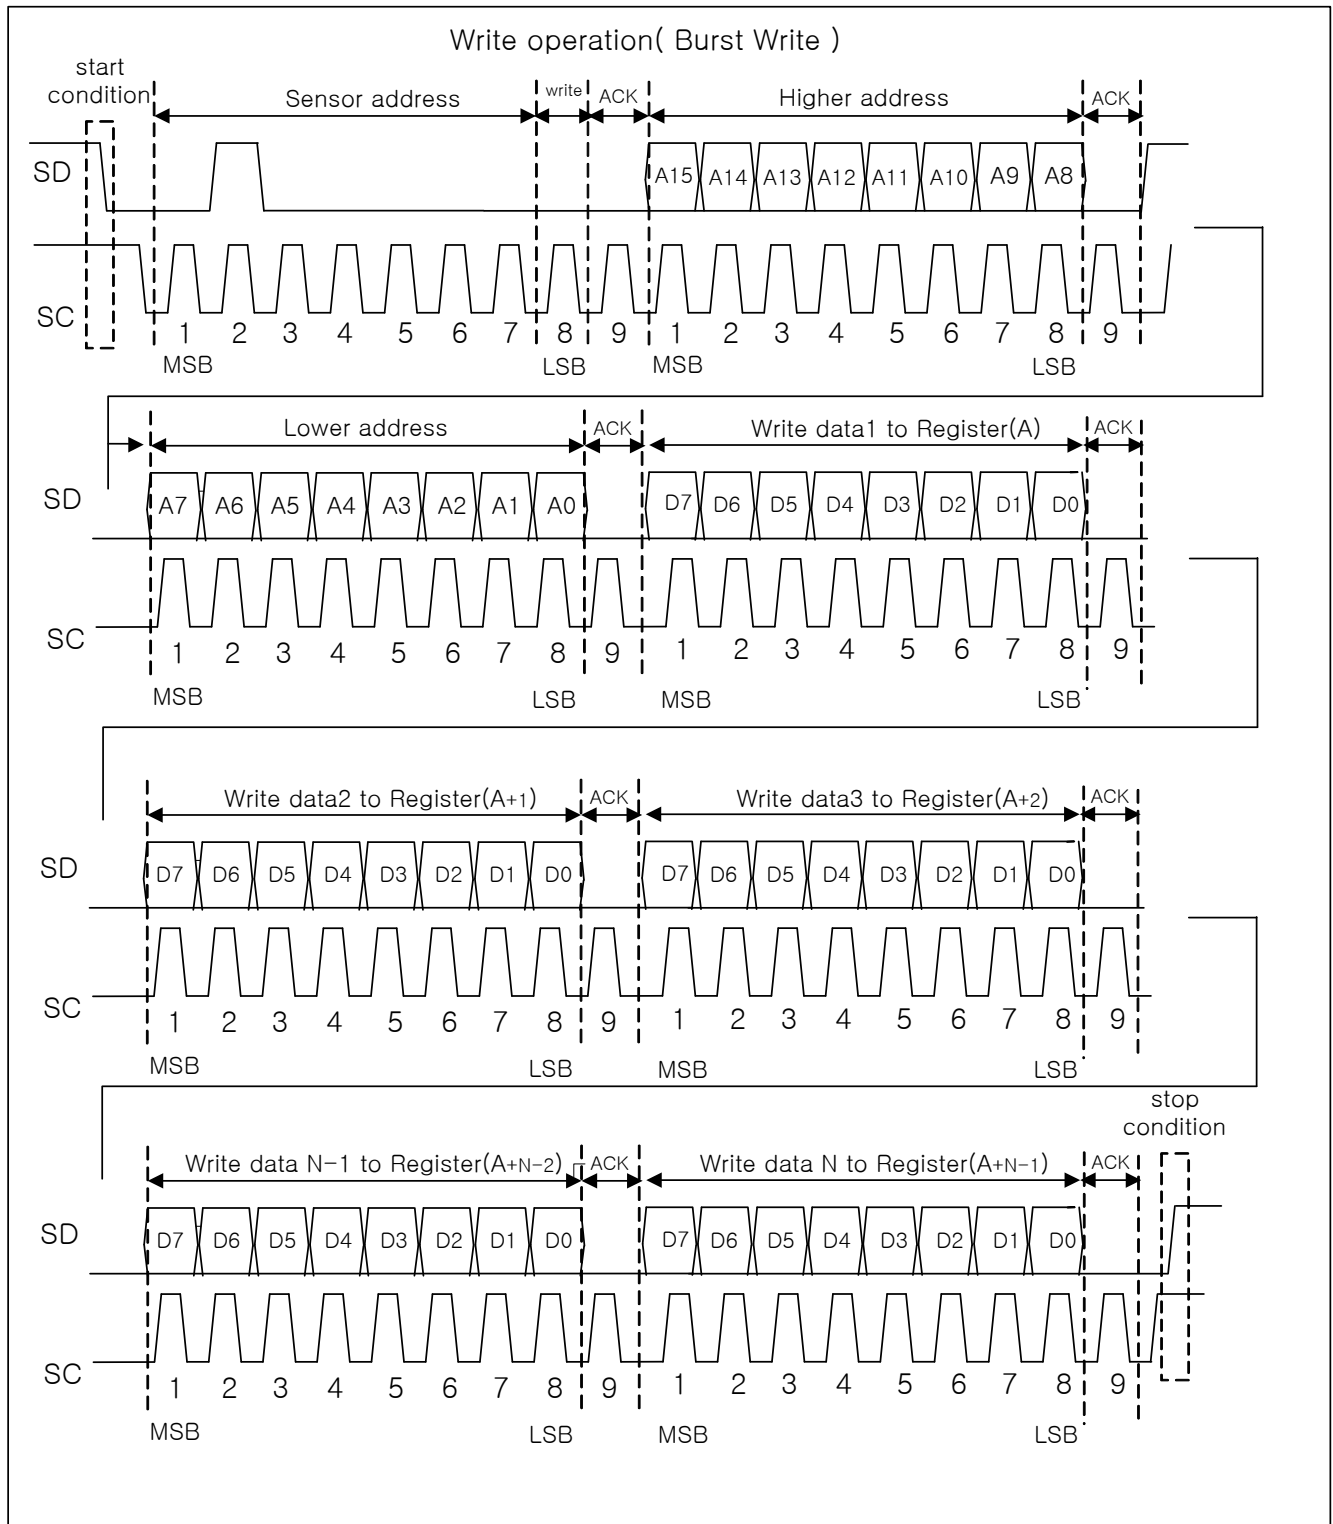 Write operation( Burst Write )
start
condition
Sensor address
write
ACK
Higher address
ACK
SD
A15 A14 A13 A12 A11 A10 A9 A8
SC
1 2 3 4 5 6 7 8 9 1 2 3 4 5 6 7 8 9
MSB LSB MSB LSB
Lower address ACK Write data1 to Register(A) ACK
SD
A7 A6 A5 A4 A3 A2 A1 A0 D7 D6 D5 D4 D3 D2 D1 D0
SC
1 2 3 4 5 6 7 8 9 1 2 3 4 5 6 7 8 9
MSB LSB MSB LSB
Write data2 to Register(A+1) ACK Write data3 to Register(A+2) ACK
SD
D7 D6 D5 D4 D3 D2 D1 D0 D7 D6 D5 D4 D3 D2 D1 D0
SC
1 2 3 4 5 6 7 8 9 1 2 3 4 5 6 7 8 9
MSB LSB MSB LSB
stop
condition
Write data N-1 to Register(A+N-2) ACK Write data N to Register(A+N-1) ACK
SD
D7 D6 D5 D4 D3 D2 D1 D0 D7 D6 D5 D4 D3 D2 D1 D0
SC
1 2 3 4 5 6 7 8 9 1 2 3 4 5 6 7 8 9
MSB LSB MSB LSB